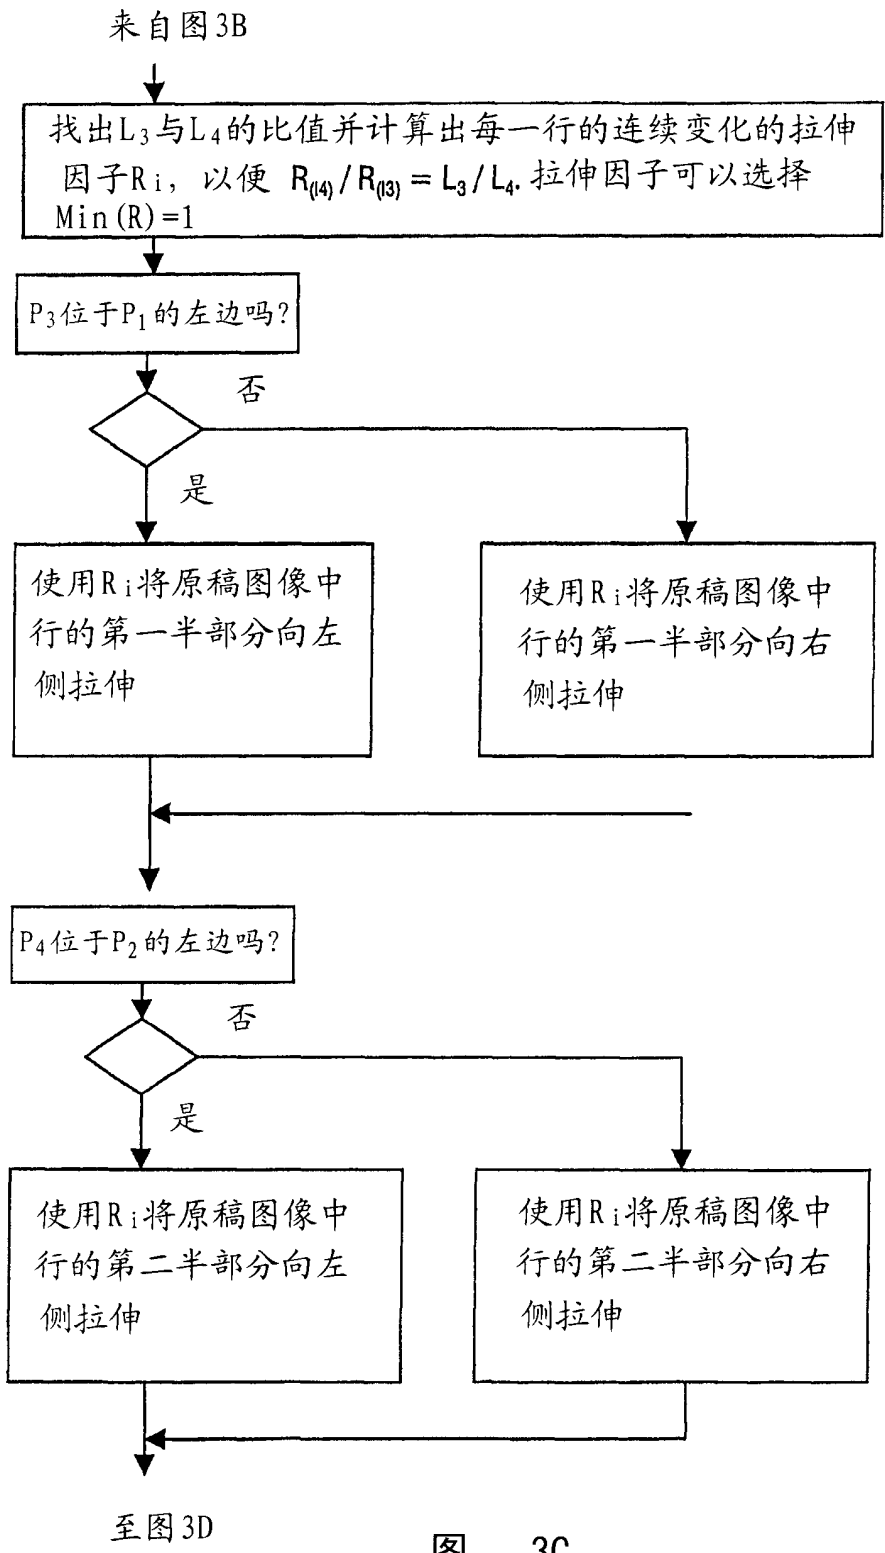 来自图3B
找出L₃与L₄的比值并计算出每一行的连续变化的拉伸
因子Rᵢ，以便 R₍ₗ₄₎/R₍ₗ₃₎=L₃/L₄.拉伸因子可以选择
Min(R)=1
P₃位于P₁的左边吗?
否
是
使用Rᵢ将原稿图像中
行的第一半部分向左
侧拉伸
使用Rᵢ将原稿图像中
行的第一半部分向右
侧拉伸
P₄位于P₂的左边吗?
否
是
使用Rᵢ将原稿图像中
行的第二半部分向左
侧拉伸
使用Rᵢ将原稿图像中
行的第二半部分向右
侧拉伸
至图3D
图 3C